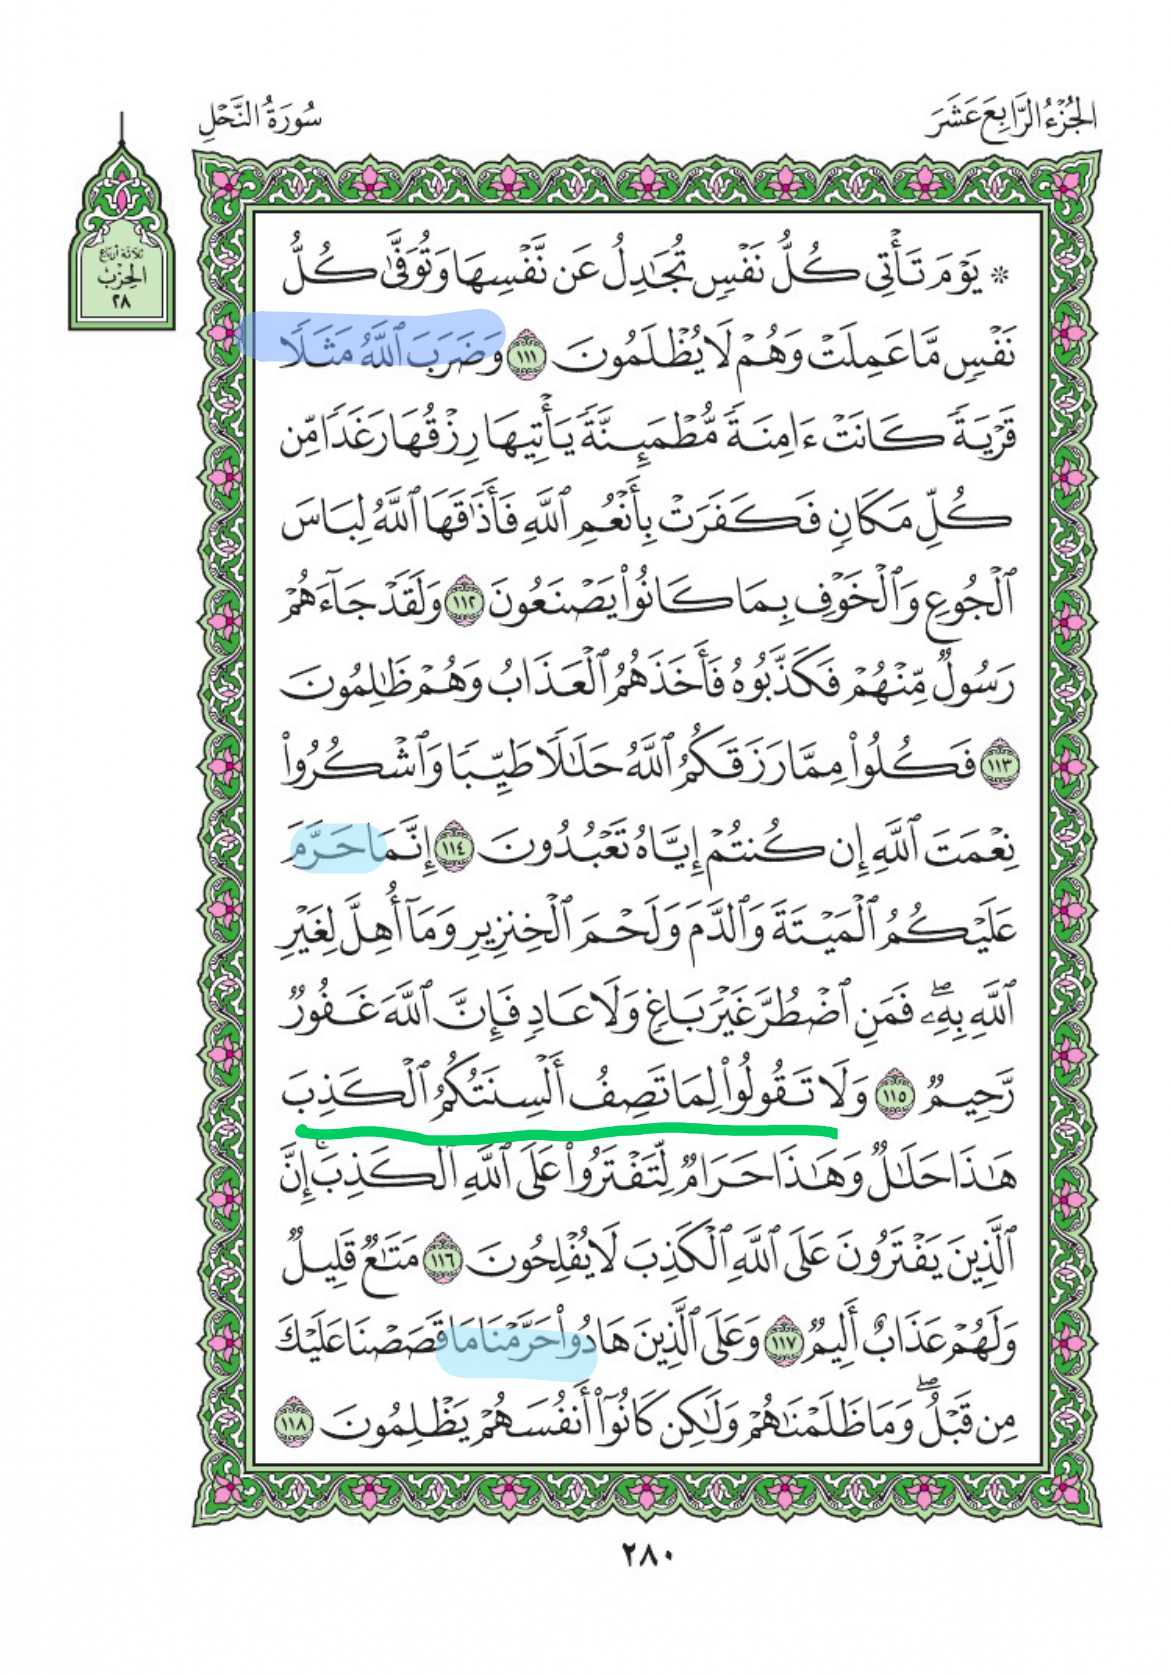 الجُزْءُ الرَّابِعَ عَشَرَ
سُورَةُ النَّحْلِ
ثلاثة أرباع
الحِزْبِ
٢٨
۞ يَوْمَ تَأْتِى كُلُّ نَفْسٍ تُجَٰدِلُ عَن نَّفْسِهَا وَتُوَفَّىٰ كُلُّ
نَفْسٍ مَّا عَمِلَتْ وَهُمْ لَا يُظْلَمُونَ ١١١ وَضَرَبَ ٱللَّهُ مَثَلًا
قَرْيَةً كَانَتْ ءَامِنَةً مُّطْمَئِنَّةً يَأْتِيهَا رِزْقُهَا رَغَدًا مِّن
كُلِّ مَكَانٍ فَكَفَرَتْ بِأَنْعُمِ ٱللَّهِ فَأَذَٰقَهَا ٱللَّهُ لِبَاسَ
ٱلْجُوعِ وَٱلْخَوْفِ بِمَا كَانُوا۟ يَصْنَعُونَ ١١٢ وَلَقَدْ جَآءَهُمْ
رَسُولٌ مِّنْهُمْ فَكَذَّبُوهُ فَأَخَذَهُمُ ٱلْعَذَابُ وَهُمْ ظَٰلِمُونَ
١١٣ فَكُلُوا۟ مِمَّا رَزَقَكُمُ ٱللَّهُ حَلَٰلًا طَيِّبًا وَٱشْكُرُوا۟
نِعْمَتَ ٱللَّهِ إِن كُنتُمْ إِيَّاهُ تَعْبُدُونَ ١١٤ إِنَّمَا حَرَّمَ
عَلَيْكُمُ ٱلْمَيْتَةَ وَٱلدَّمَ وَلَحْمَ ٱلْخِنزِيرِ وَمَآ أُهِلَّ لِغَيْرِ
ٱللَّهِ بِهِۦۖ فَمَنِ ٱضْطُرَّ غَيْرَ بَاغٍ وَلَا عَادٍ فَإِنَّ ٱللَّهَ غَفُورٌ
رَّحِيمٌ ١١٥ وَلَا تَقُولُوا۟ لِمَا تَصِفُ أَلْسِنَتُكُمُ ٱلْكَذِبَ
هَٰذَا حَلَٰلٌ وَهَٰذَا حَرَامٌ لِّتَفْتَرُوا۟ عَلَى ٱللَّهِ ٱلْكَذِبَۚ إِنَّ
ٱلَّذِينَ يَفْتَرُونَ عَلَى ٱللَّهِ ٱلْكَذِبَ لَا يُفْلِحُونَ ١١٦ مَتَٰعٌ قَلِيلٌ
وَلَهُمْ عَذَابٌ أَلِيمٌ ١١٧ وَعَلَى ٱلَّذِينَ هَادُوا۟ حَرَّمْنَا مَا قَصَصْنَا عَلَيْكَ
مِن قَبْلُۖ وَمَا ظَلَمْنَٰهُمْ وَلَٰكِن كَانُوٓا۟ أَنفُسَهُمْ يَظْلِمُونَ ١١٨
٢٨٠